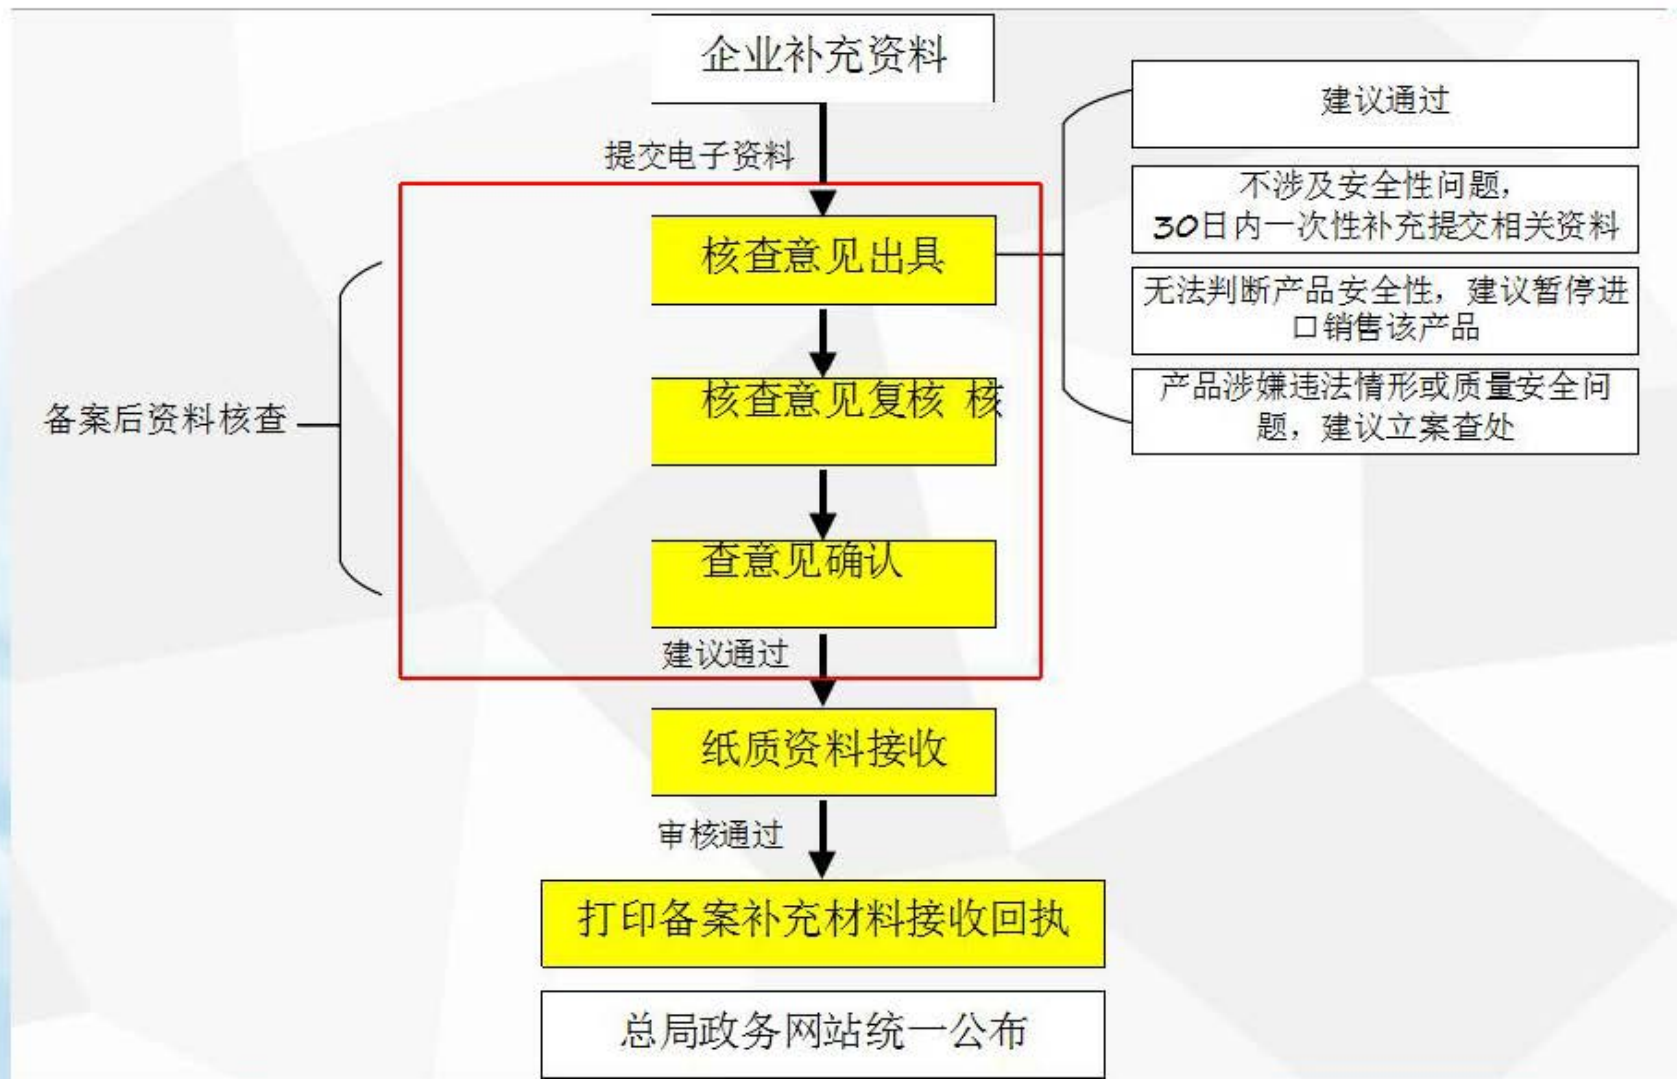 企业补充资料
提交电子资料
核查意见出具
核查意见复核 核
备案后资料核查
查意见确认
建议通过
纸质资料接收
审核通过
打印备案补充材料接收回执
总局政务网站统一公布
建议通过
不涉及安全性问题，
30日内一次性补充提交相关资料
无法判断产品安全性，建议暂停进
口销售该产品
产品涉嫌违法情形或质量安全问
题，建议立案查处